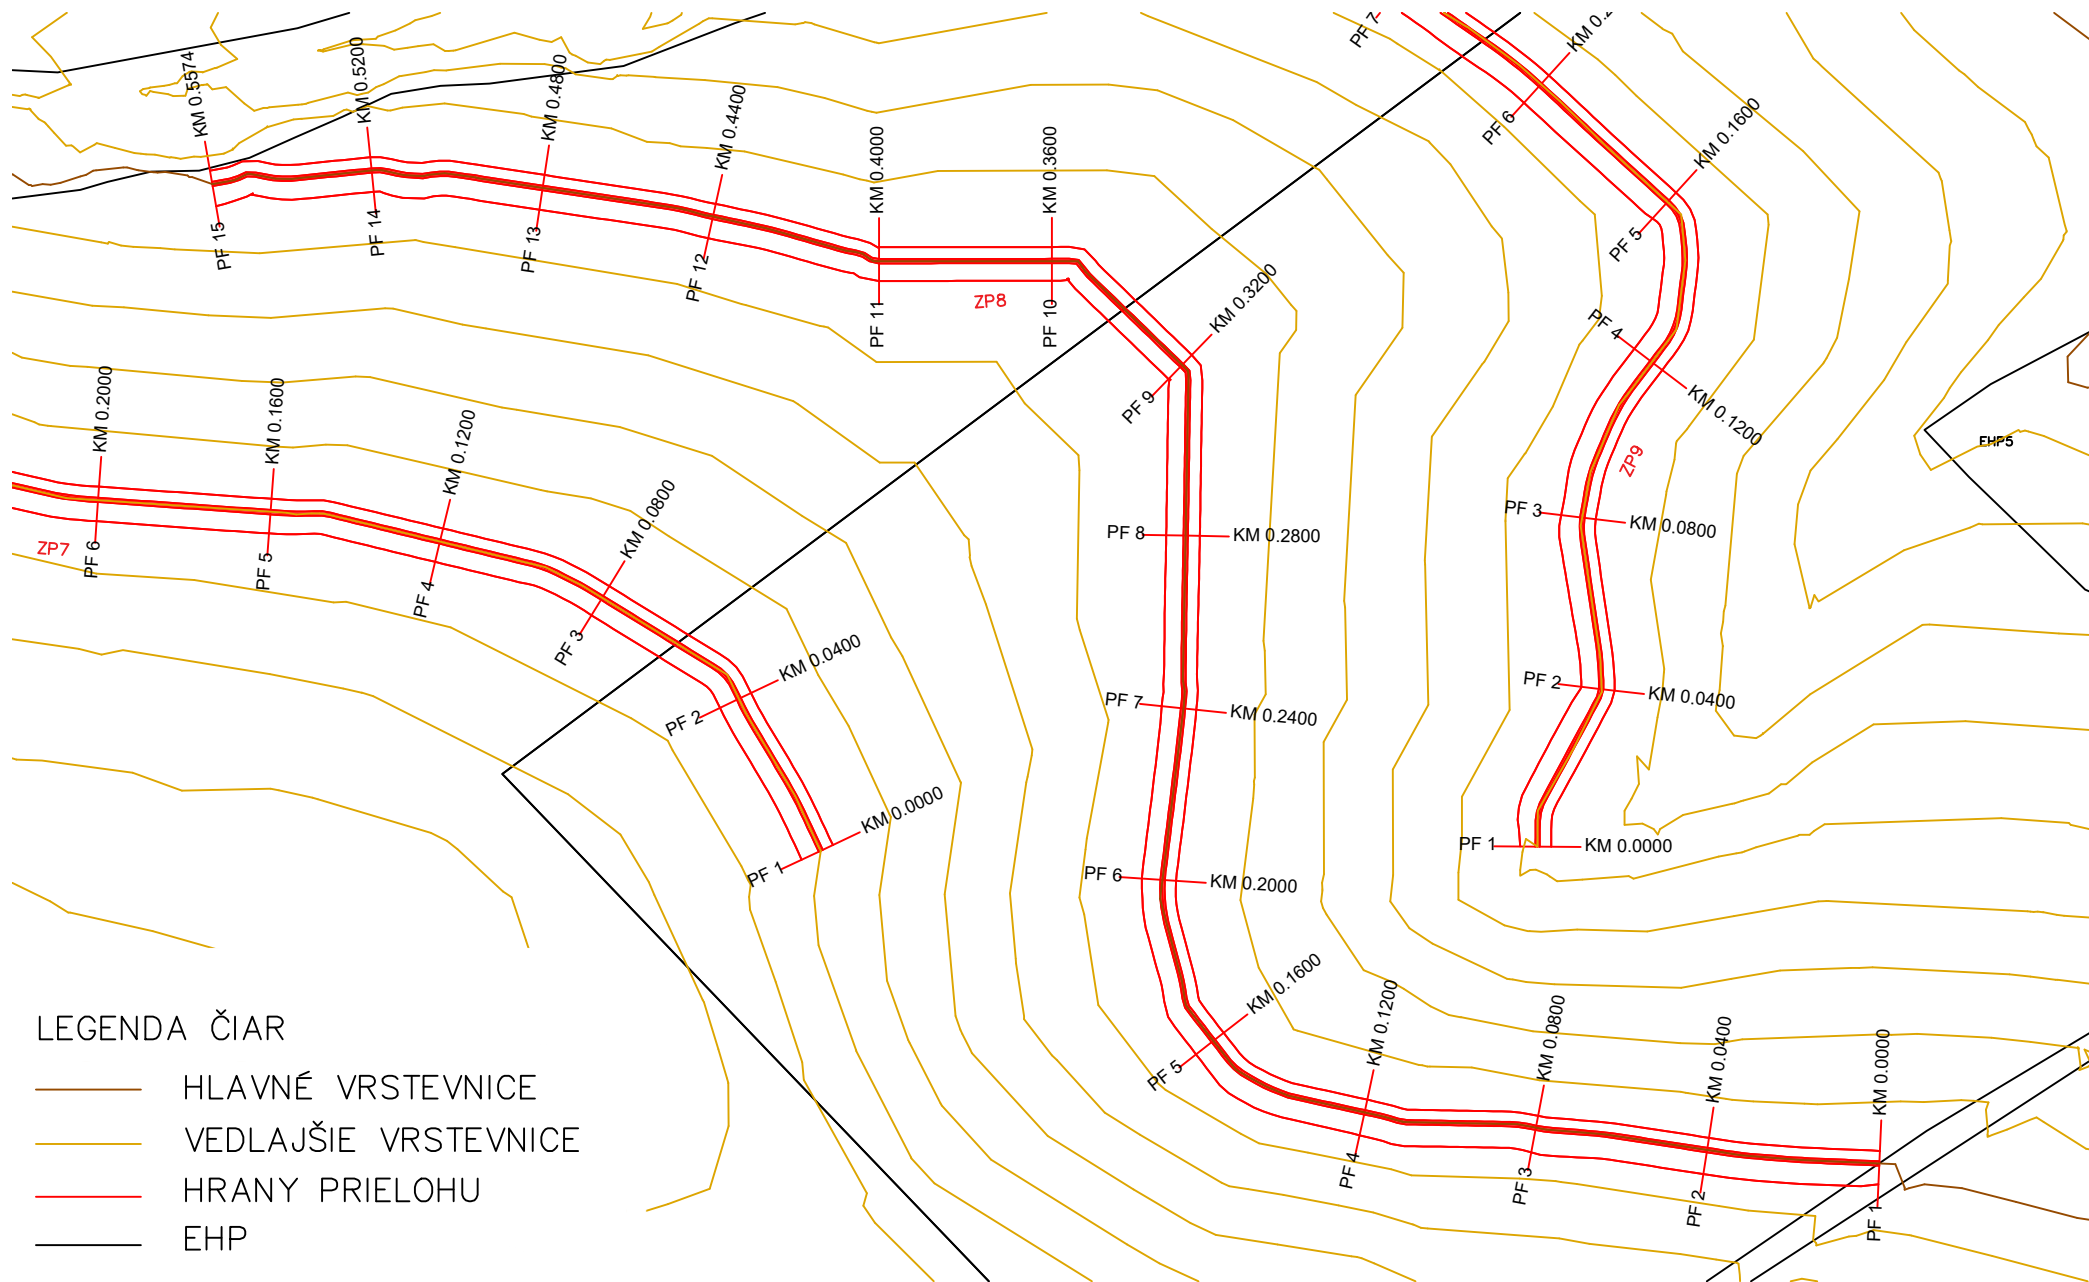 KM 0.5574
PF 15
KM 0.5200
PF 14
KM 0.4800
PF 13
KM 0.4400
PF 12
KM 0.4000
PF 11
KM 0.3600
PF 10
ZP8
KM 0.3200
PF 9
PF 8
KM 0.2800
PF 7
KM 0.2400
PF 6
KM 0.2000
KM 0.1600
PF 5
KM 0.1200
PF 4
KM 0.0800
PF 3
KM 0.0400
PF 2
KM 0.0000
PF 1
KM 0.2000
PF 6
ZP7
KM 0.1600
PF 5
KM 0.1200
PF 4
KM 0.0800
PF 3
KM 0.0400
PF 2
KM 0.0000
PF 1
PF 7
PF 6
KM 0.1600
PF 5
PF 4
KM 0.1200
ZP9
PF 3
KM 0.0800
PF 2
KM 0.0400
PF 1
KM 0.0000
EHP5
LEGENDA ČIAR
HLAVNÉ VRSTEVNICE
VEDLAJŠIE VRSTEVNICE
HRANY PRIELOHU
EHP